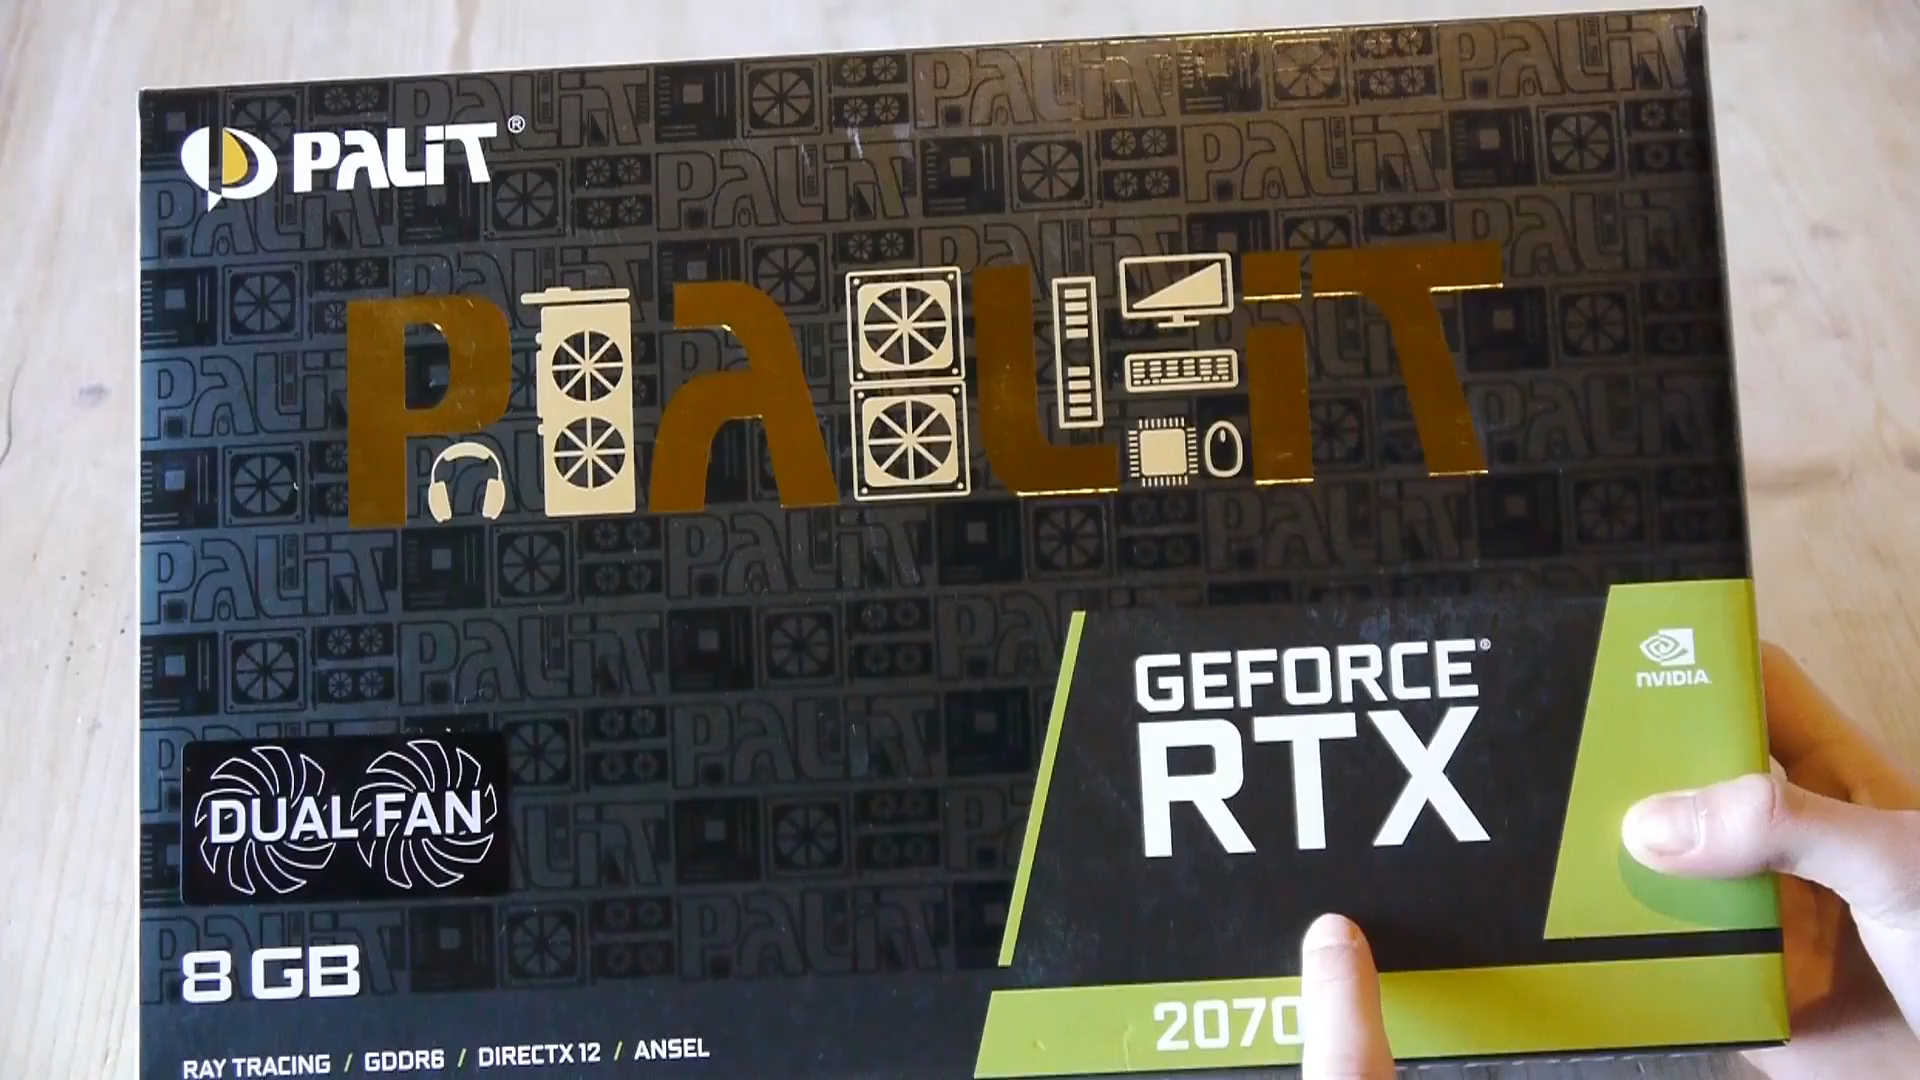 PALiT®
PALiT
GEFORCE®
RTX
NVIDIA
DUAL FAN
8 GB
2070
RAY TRACING / GDDR6 / DIRECTX 12 / ANSEL